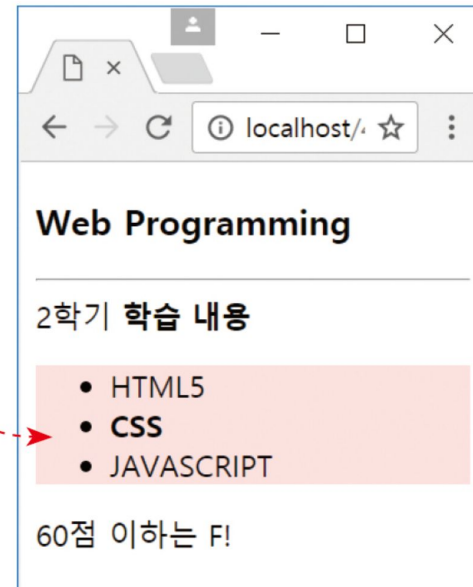 localhost/4
Web Programming
2학기 학습 내용
HTML5
CSS
JAVASCRIPT
60점 이하는 F!